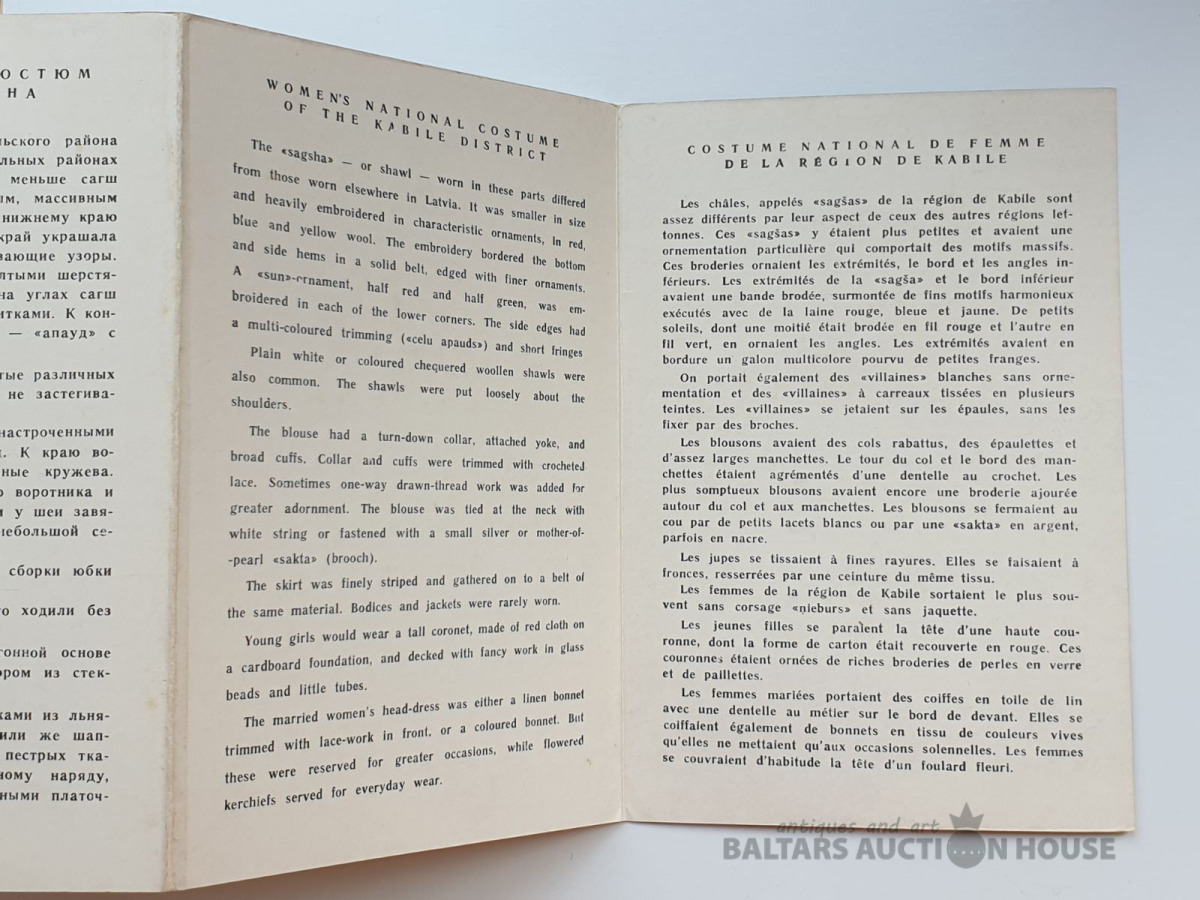 ОСТЮМ
НА
ьского района
льных районах
меньше сагш
ым, массивным
нижнему краю
край украшала
вающие узоры.
лтыми шерстя-
на углах сагш
итками. К кон-
— «апауд» с
тые различных
не застегива-
настроченными
. К краю во-
ные кружева.
о воротника и
и у шеи завя-
небольшой се-
сборки юбки
го ходили без
тонной основе
ром из стек-
ками из льня-
или же шап-
пестрых тка-
ному наряду,
ными платоч-
WOMEN'S NATIONAL COSTUME
OF THE KABILE DISTRICT
The «sagsha» — or shawl — worn in these parts differed
from those worn elsewhere in Latvia. It was smaller in size
and heavily embroidered in characteristic ornaments, in red,
blue and yellow wool. The embroidery bordered the bottom
and side hems in a solid belt, edged with finer ornaments.
A «sun»-ornament, half red and half green, was em-
broidered in each of the lower corners. The side edges had
a multi-coloured trimming («celu apauds») and short fringes
Plain white or coloured chequered woollen shawls were
also common. The shawls were put loosely about the
shoulders.
The blouse had a turn-down collar, attached yoke, and
broad cuffs. Collar and cuffs were trimmed with crocheted
lace. Sometimes one-way drawn-thread work was added for
greater adornment. The blouse was tied at the neck with
white string or fastened with a small silver or mother-of-
-pearl «sakta» (brooch).
The skirt was finely striped and gathered on to a belt of
the same material. Bodices and jackets were rarely worn.
Young girls would wear a tall coronet, made of red cloth on
a cardboard foundation, and decked with fancy work in glass
beads and little tubes.
The married women's head-dress was either a linen bonnet
trimmed with lace-work in front, or a coloured bonnet. But
these were reserved for greater occasions, while flowered
kerchiefs served for everyday wear.
COSTUME NATIONAL DE FEMME
DE LA RÉGION DE KABILE
Les châles, appelés «sagšas» de la région de Kabile sont
assez différents par leur aspect de ceux des autres régions let-
tonnes. Ces «sagšas» y étaient plus petites et avaient une
ornementation particulière qui comportait des motifs massifs.
Ces broderies ornaient les extrémités, le bord et les angles in-
férieurs. Les extrémités de la «sagša» et le bord inférieur
avaient une bande brodée, surmontée de fins motifs harmonieux
exécutés avec de la laine rouge, bleue et jaune. De petits
soleils, dont une moitié était brodée en fil rouge et l'autre en
fil vert, en ornaient les angles. Les extrémités avaient en
bordure un galon multicolore pourvu de petites franges.
On portait également des «villaines» blanches sans orne-
mentation et des «villaines» à carreaux tissées en plusieurs
teintes. Les «villaines» se jetaient sur les épaules, sans les
fixer par des broches.
Les blousons avaient des cols rabattus, des épaulettes et
d'assez larges manchettes. Le tour du col et le bord des man-
chettes étaient agrémentés d'une dentelle au crochet. Les
plus somptueux blousons avaient encore une broderie ajourée
autour du col et aux manchettes. Les blousons se fermaient au
cou par de petits lacets blancs ou par une «sakta» en argent,
parfois en nacre.
Les jupes se tissaient à fines rayures. Elles se faisaient à
fronces, resserrées par une ceinture du même tissu.
Les femmes de la région de Kabile sortaient le plus sou-
vent sans corsage «ņieburs» et sans jaquette.
Les jeunes filles se paraient la tête d'une haute cou-
ronne, dont la forme de carton était recouverte en rouge. Ces
couronnes étaient ornées de riches broderies de perles en verre
et de paillettes.
Les femmes mariées portaient des coiffes en toile de lin
avec une dentelle au métier sur le bord de devant. Elles se
coiffaient également de bonnets en tissu de couleurs vives
qu'elles ne mettaient qu'aux occasions solennelles. Les femmes
se couvraient d'habitude la tête d'un foulard fleuri.
antiques and art
BALTARS AUCTION HOUSE